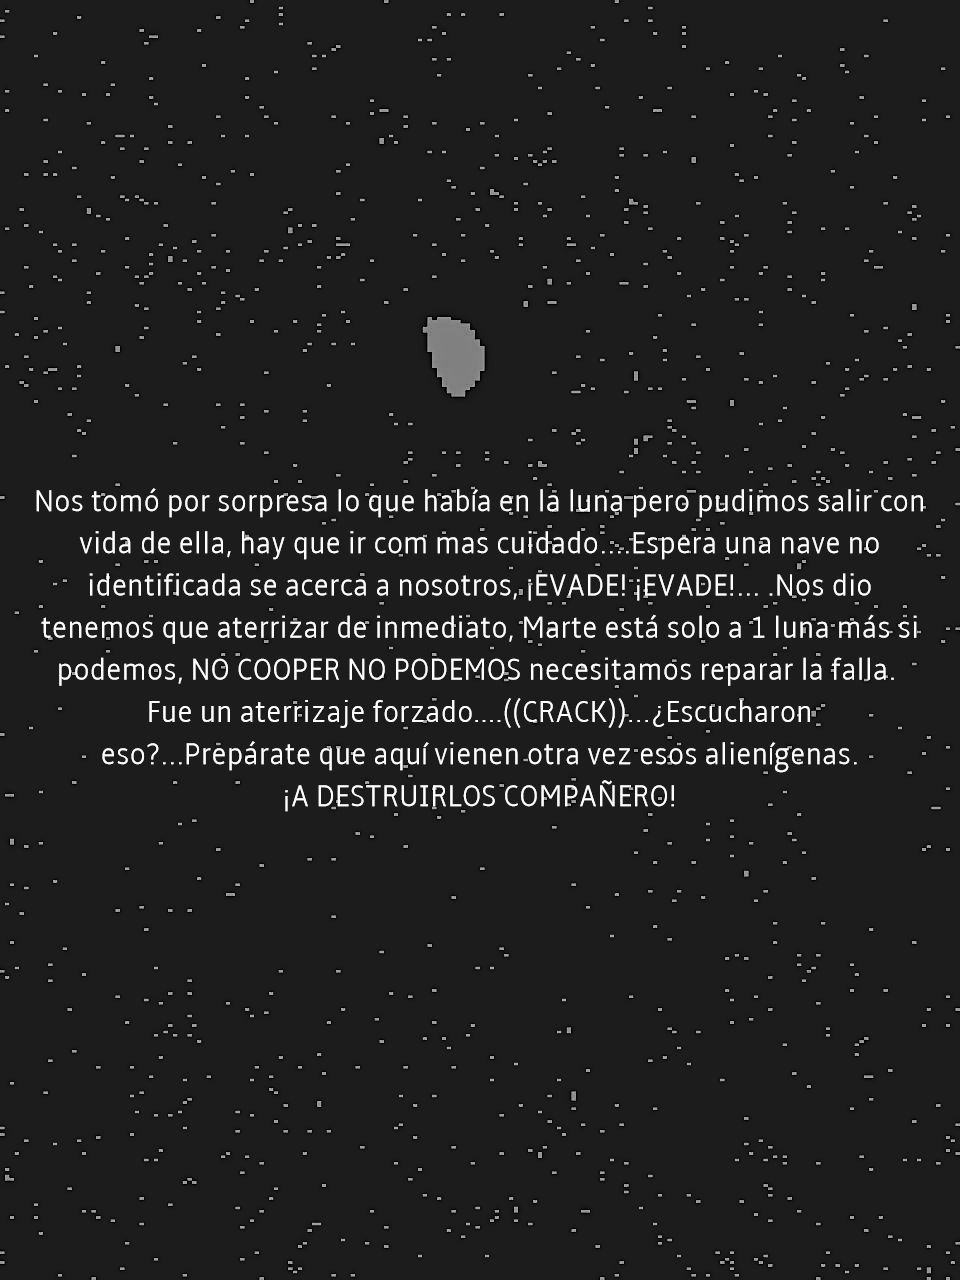 Nos tomó por sorpresa lo que había en la luna pero pudimos salir con
vida de ella, hay que ir com mas cuidado....Espera una nave no
identificada se acerca a nosotros, ¡EVADE! ¡EVADE!... .Nos dio
tenemos que aterrizar de inmediato, Marte está solo a 1 luna más si
podemos, NO COOPER NO PODEMOS necesitamos reparar la falla.
Fue un aterrizaje forzado....((CRACK))...¿Escucharon
eso?...Prepárate que aquí vienen otra vez esos alienígenas.
¡A DESTRUIRLOS COMPAÑERO!